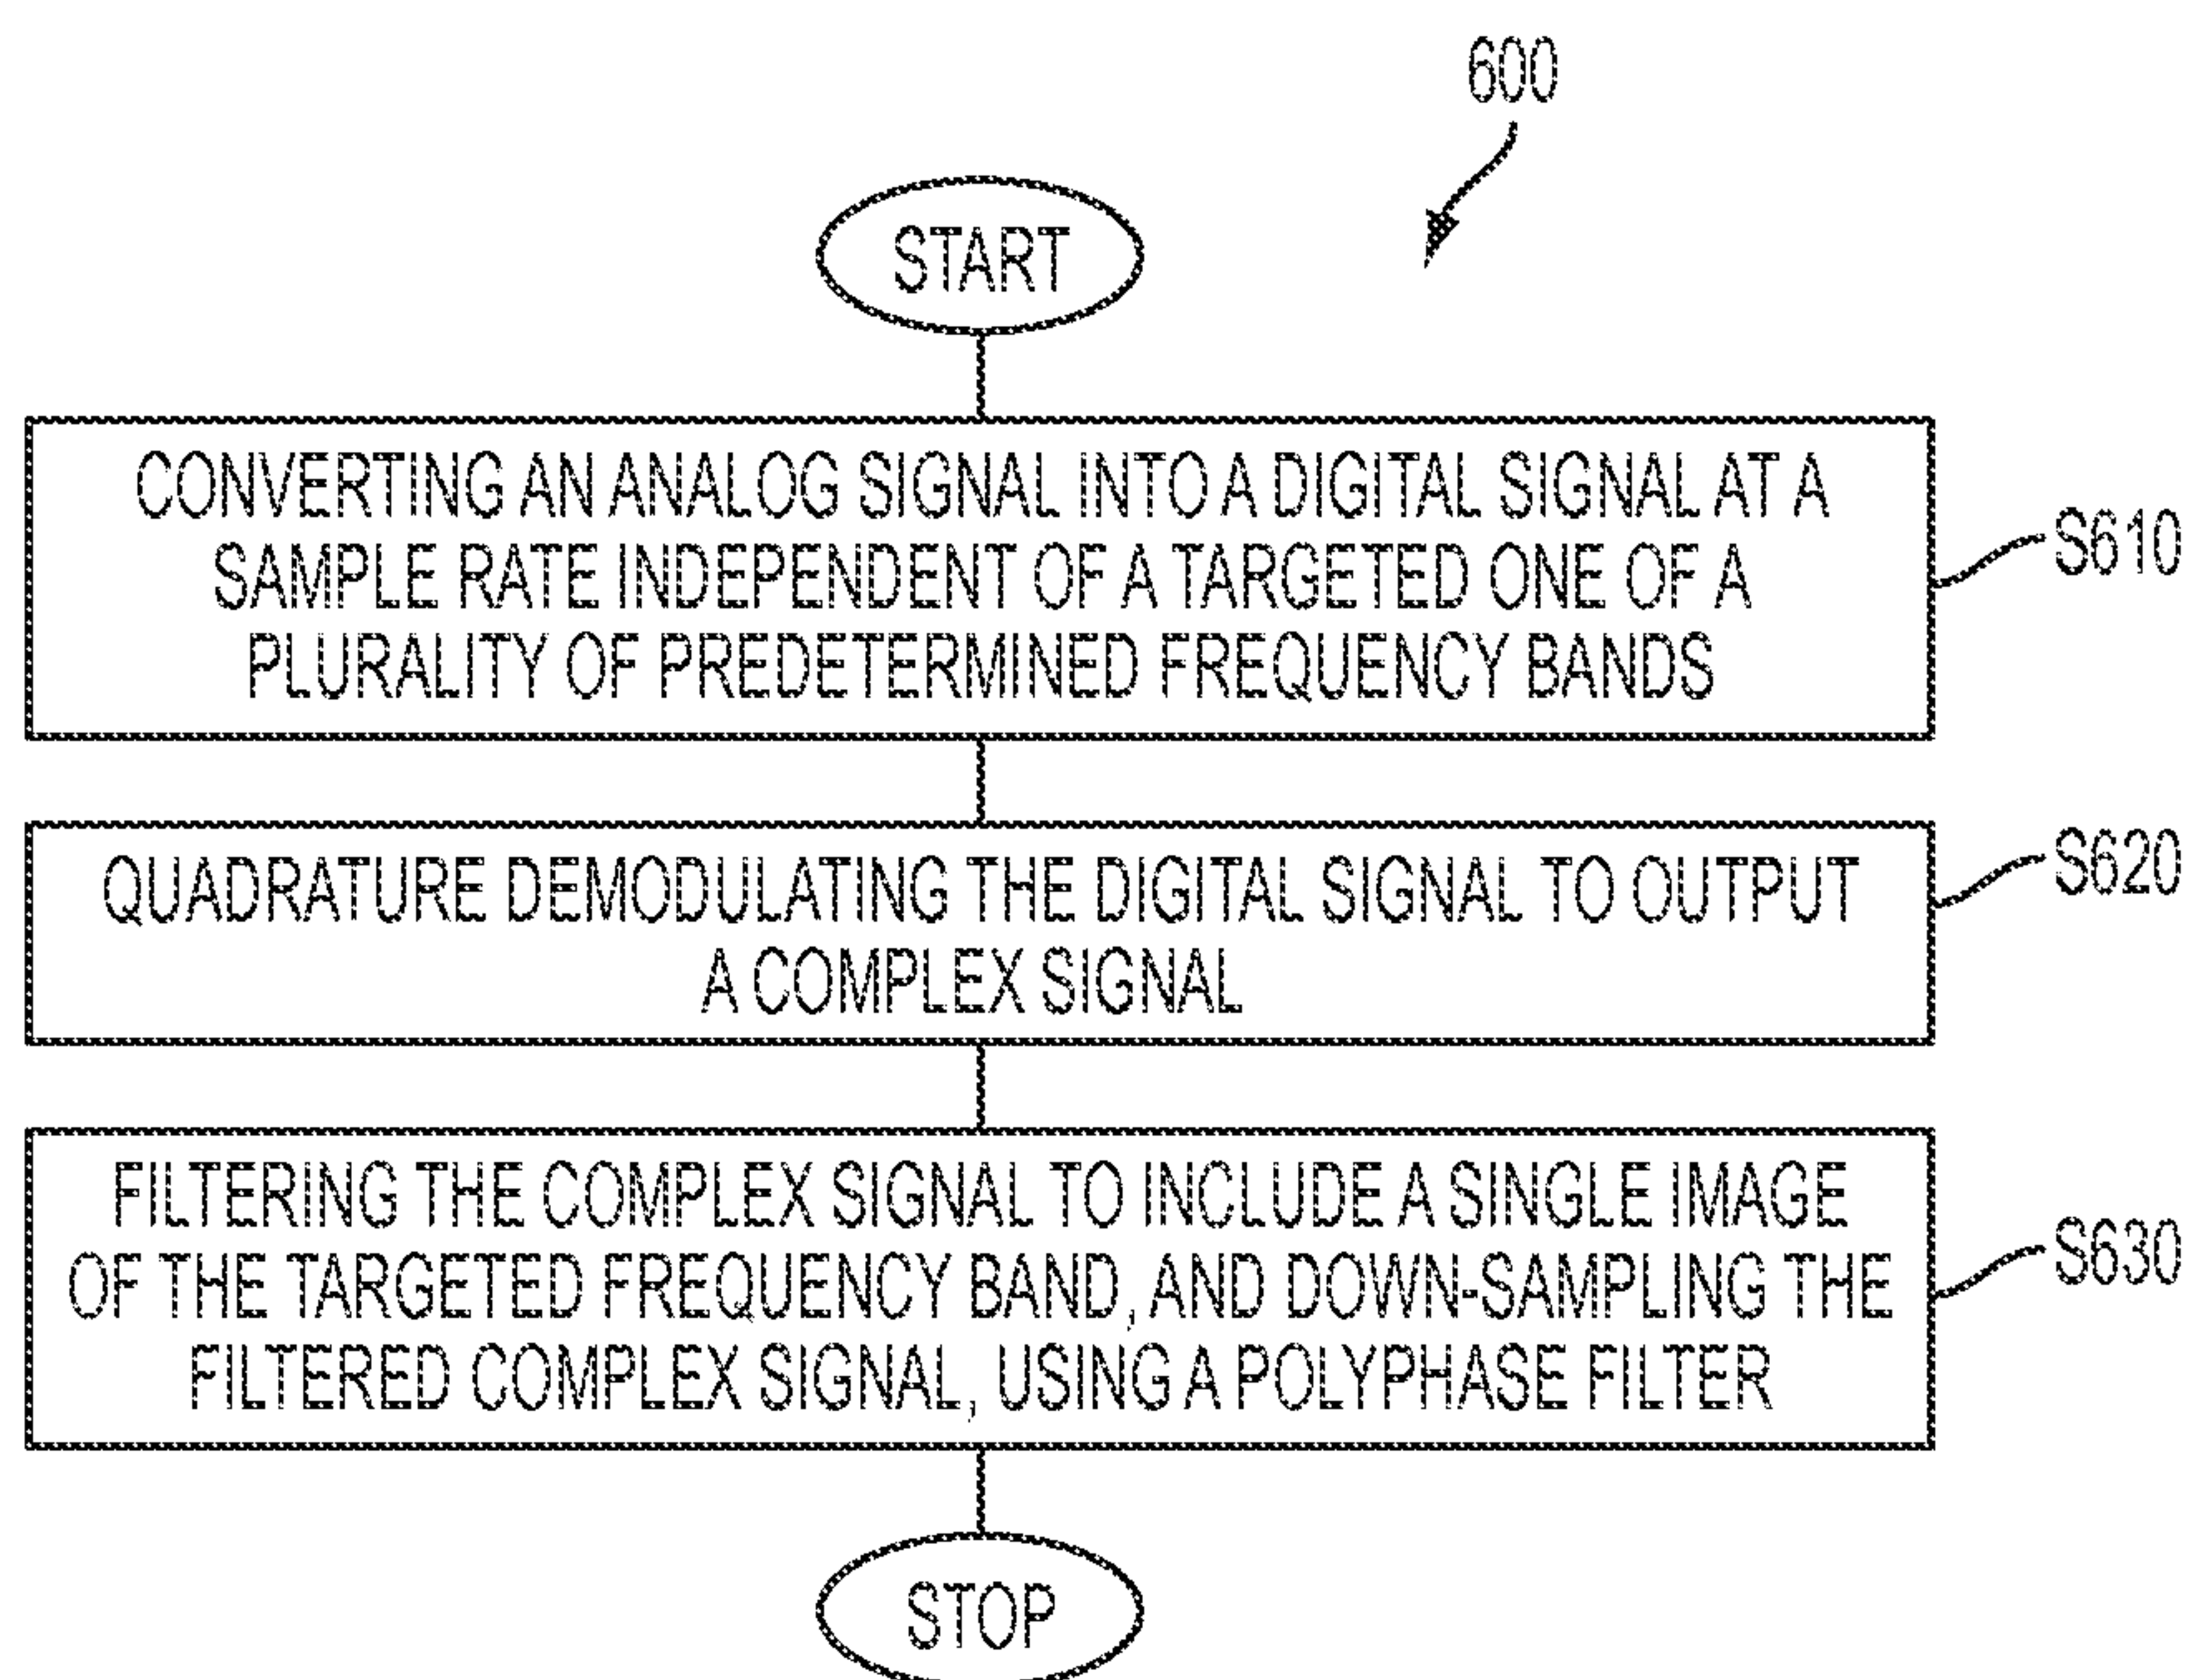 600
START
CONVERTING AN ANALOG SIGNAL INTO A DIGITAL SIGNAL AT A
SAMPLE RATE INDEPENDENT OF A TARGETED ONE OF A
PLURALITY OF PREDETERMINED FREQUENCY BANDS
S610
QUADRATURE DEMODULATING THE DIGITAL SIGNAL TO OUTPUT
A COMPLEX SIGNAL
S620
FILTERING THE COMPLEX SIGNAL TO INCLUDE A SINGLE IMAGE
OF THE TARGETED FREQUENCY BAND, AND DOWN-SAMPLING THE
FILTERED COMPLEX SIGNAL, USING A POLYPHASE FILTER
S630
STOP